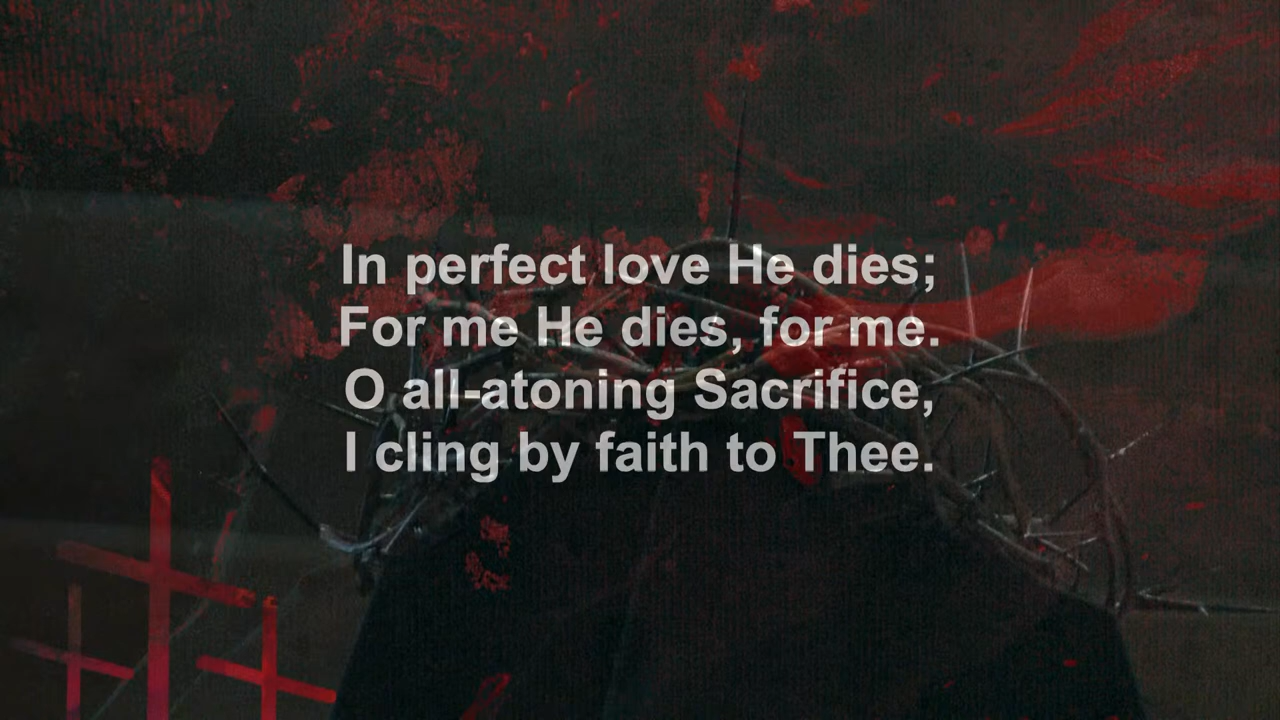 In perfect love He dies;
For me He dies, for me.
O all-atoning Sacrifice,
I cling by faith to Thee.